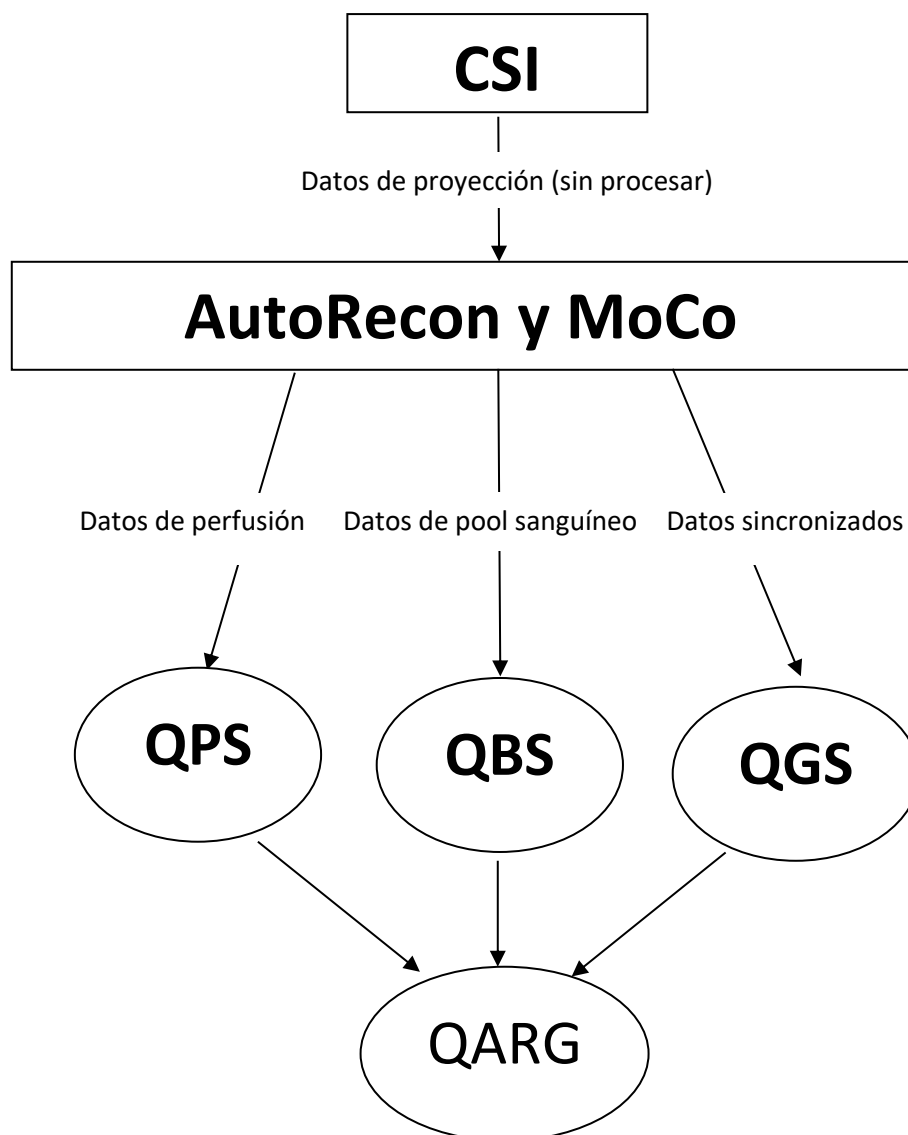 CSI
Datos de proyección (sin procesar)
AutoRecon y MoCo
Datos de perfusión
Datos de pool sanguíneo
Datos sincronizados
QPS
QBS
QGS
QARG